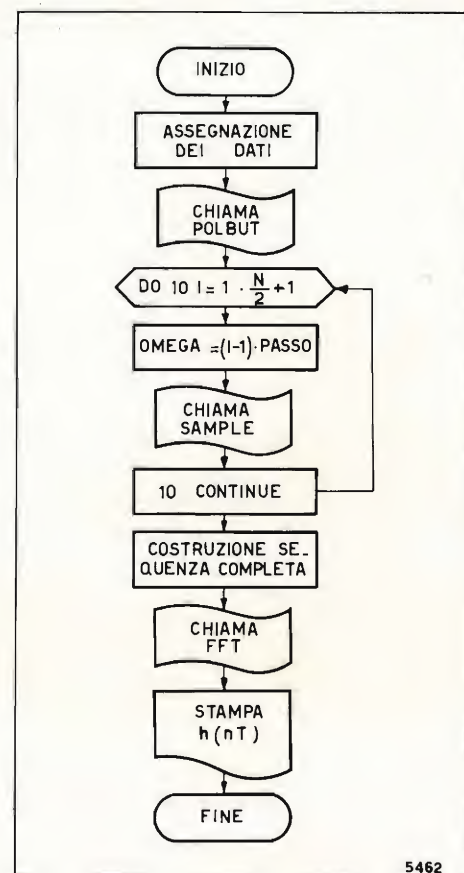 INIZIO
ASSEGNAZIONE
DEI DATI
CHIAMA
POLBUT
DO 10 I = 1 · N/2 + 1
OMEGA = (I-1)·PASSO
CHIAMA
SAMPLE
10 CONTINUE
COSTRUZIONE SE_
QUENZA COMPLETA
CHIAMA
FFT
STAMPA
h(nT)
FINE
5462